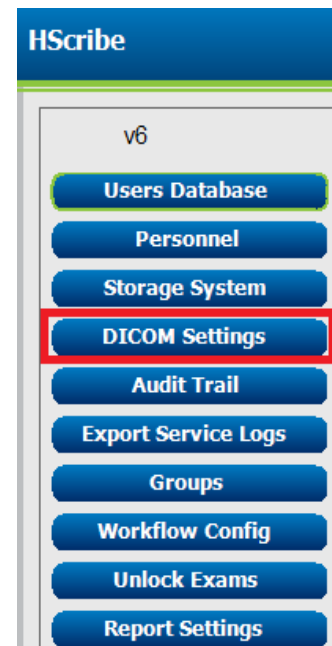 HScribe
v6
Users Database
Personnel
Storage System
DICOM Settings
Audit Trail
Export Service Logs
Groups
Workflow Config
Unlock Exams
Report Settings